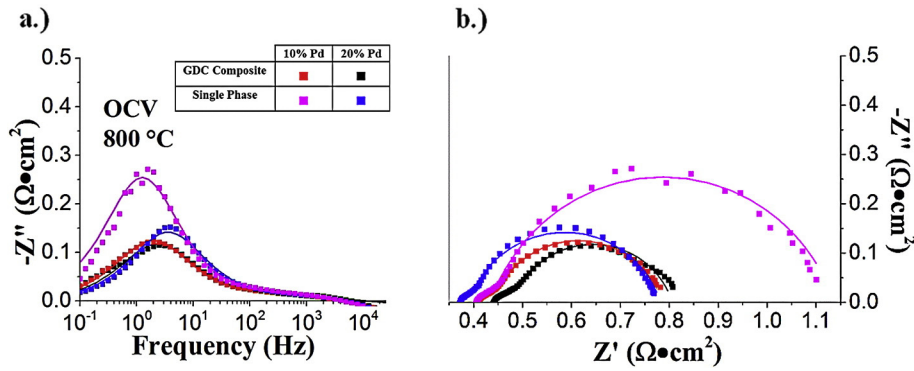 a.)
0.5
0.4
0.3
0.2
0.1
0.0
-Z" (Ω•cm²)
10% Pd 20% Pd
GDC Composite
Single Phase
OCV
800 °C
10⁻¹ 10⁰ 10¹ 10² 10³ 10⁴
Frequency (Hz)
b.)
0.5
0.4
0.3
0.2
0.1
0.0
-Z" (Ω•cm²)
0.4 0.5 0.6 0.7 0.8 0.9 1.0 1.1
Z' (Ω•cm²)